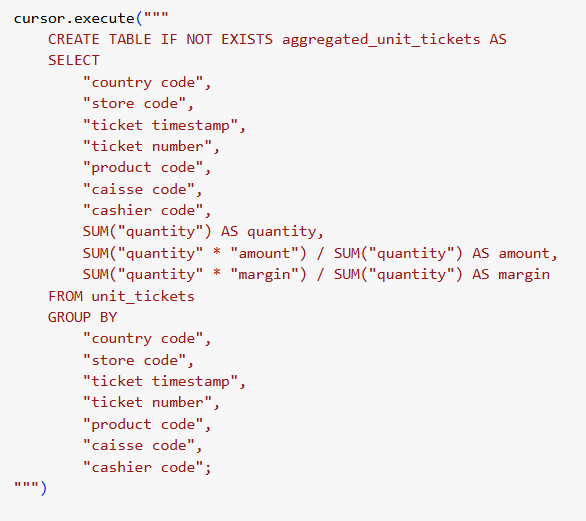 cursor.execute("""
    CREATE TABLE IF NOT EXISTS aggregated_unit_tickets AS
    SELECT
        "country code",
        "store code",
        "ticket timestamp",
        "ticket number",
        "product code",
        "caisse code",
        "cashier code",
        SUM("quantity") AS quantity,
        SUM("quantity" * "amount") / SUM("quantity") AS amount,
        SUM("quantity" * "margin") / SUM("quantity") AS margin
    FROM unit_tickets
    GROUP BY
        "country code",
        "store code",
        "ticket timestamp",
        "ticket number",
        "product code",
        "caisse code",
        "cashier code";
""")